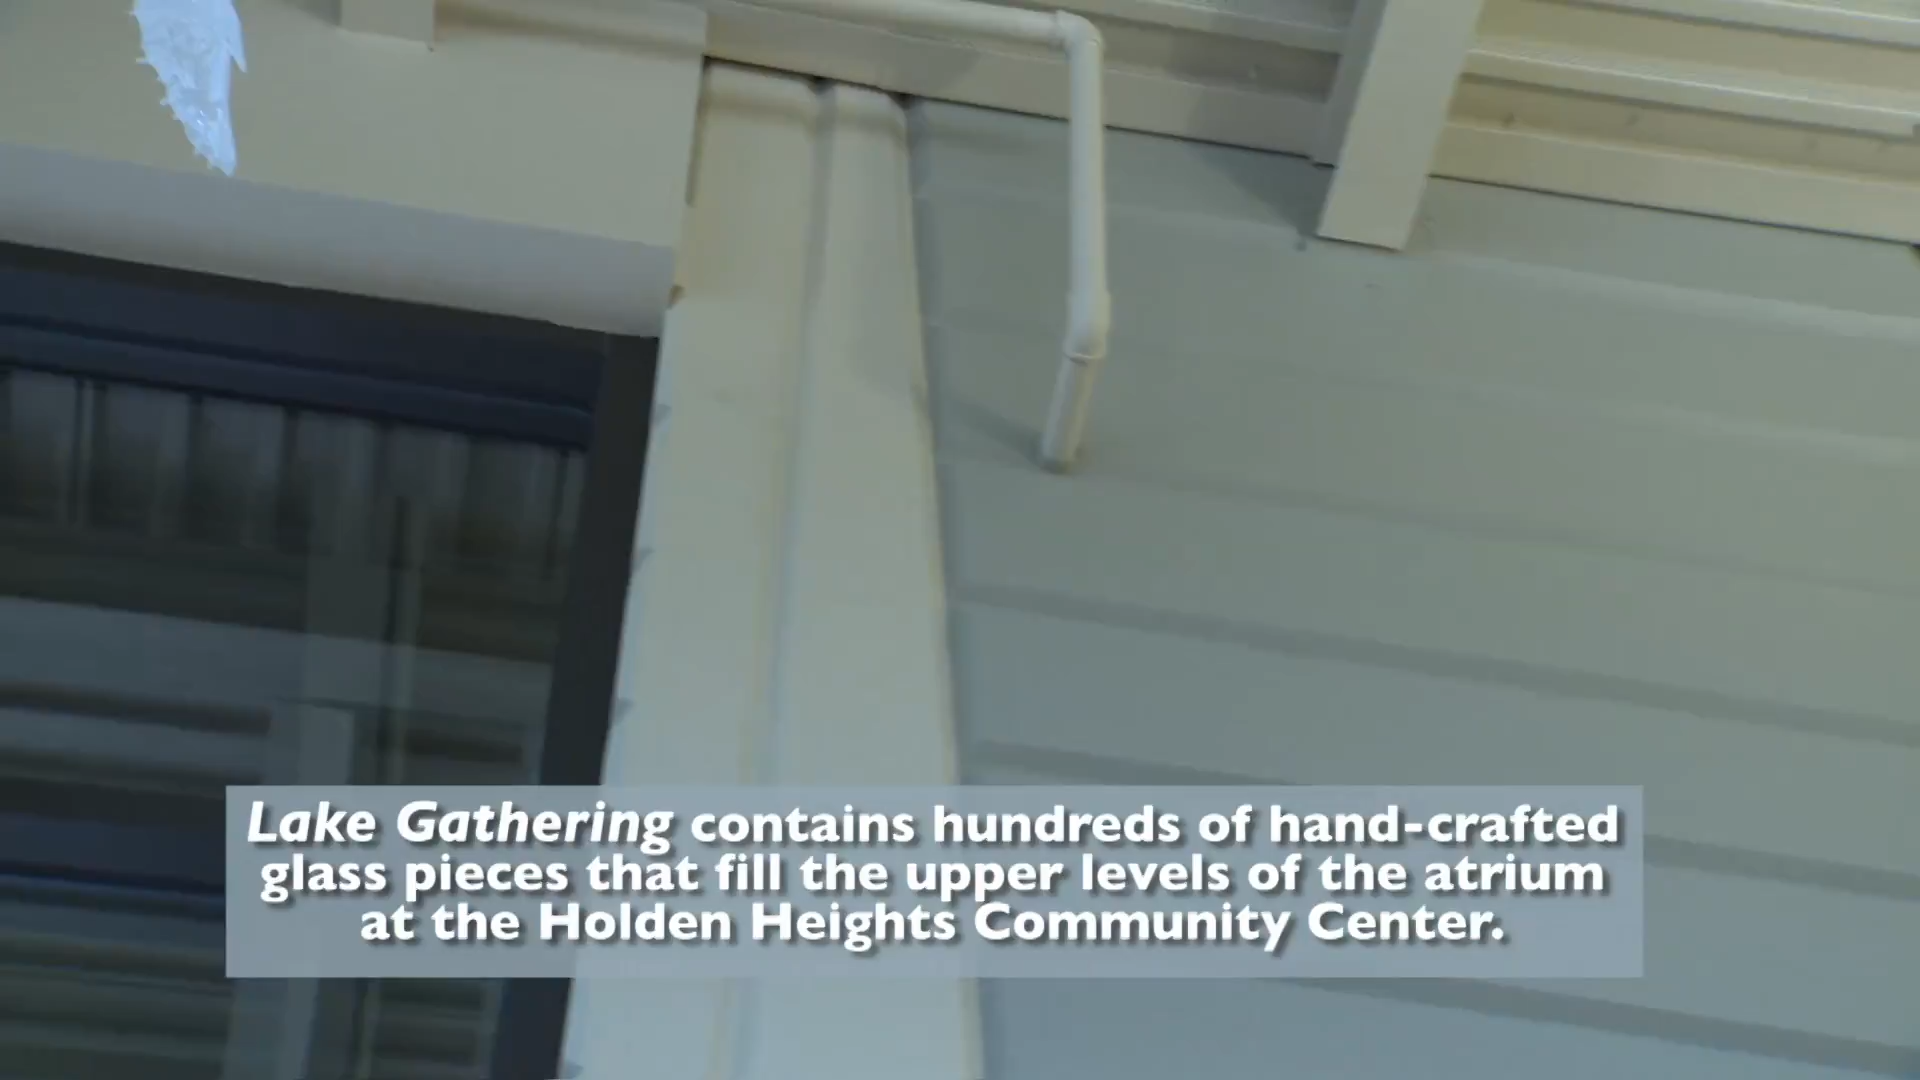 Lake Gathering contains hundreds of hand-crafted
glass pieces that fill the upper levels of the atrium
at the Holden Heights Community Center.